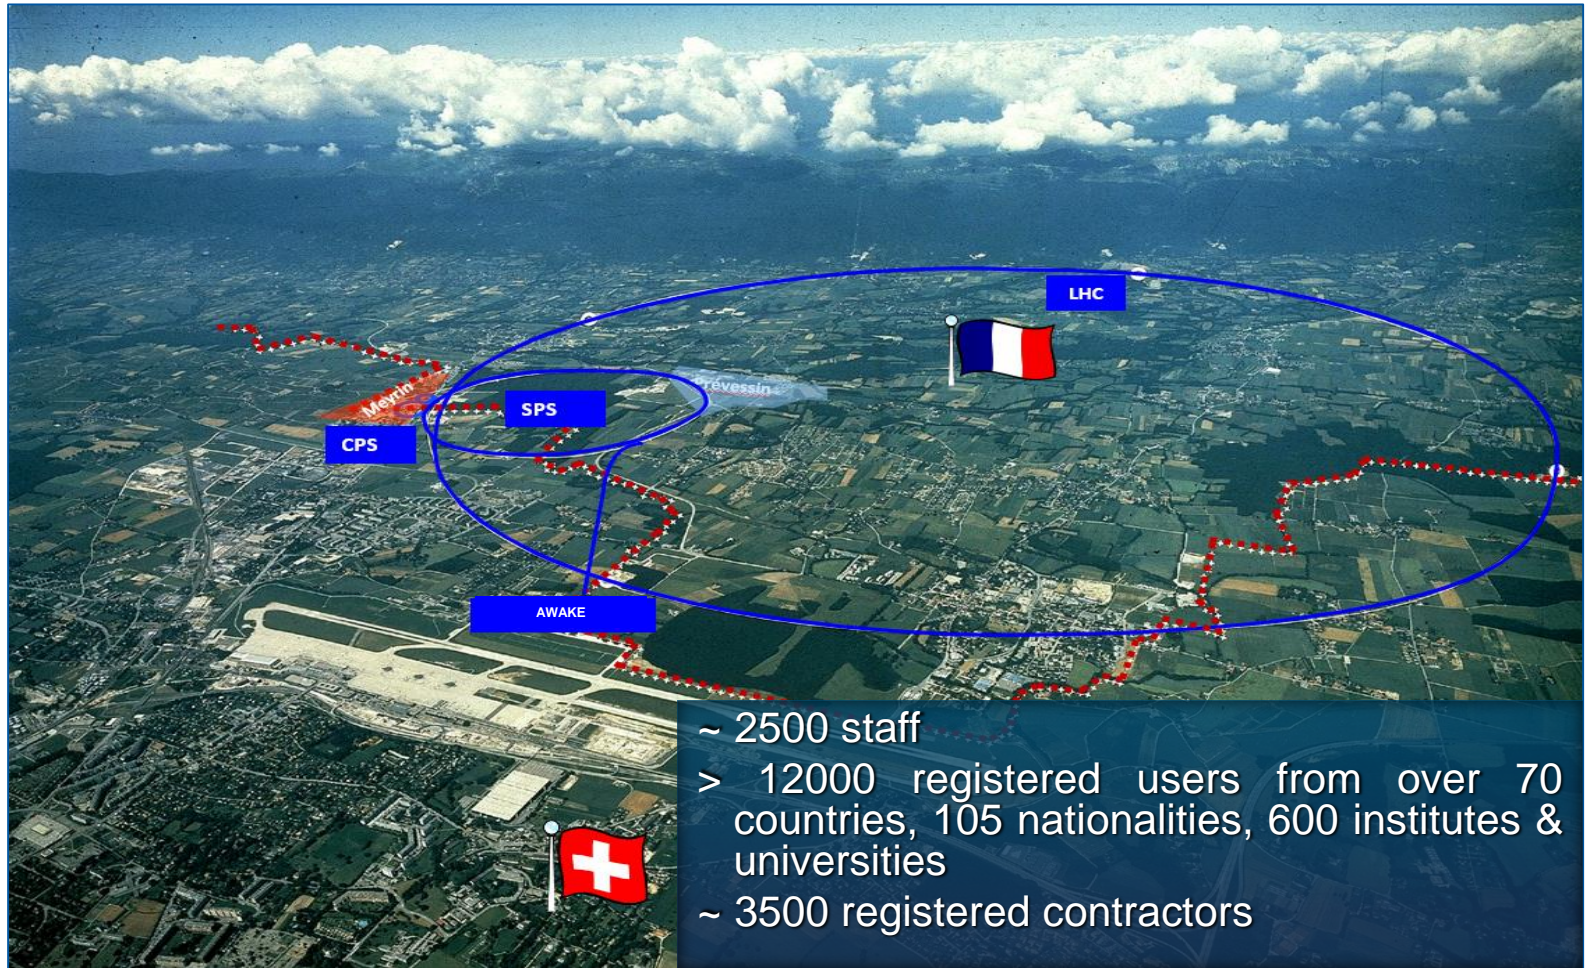 LHC
Prévessin
Meyrin
SPS
CPS
AWAKE
~ 2500 staff
> 12000 registered users from over 70
countries, 105 nationalities, 600 institutes &
universities
~ 3500 registered contractors